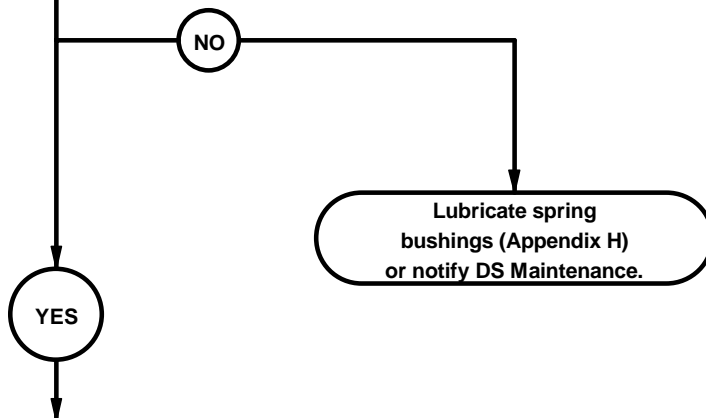 NO
Lubricate spring
bushings (Appendix H)
or notify DS Maintenance.
YES